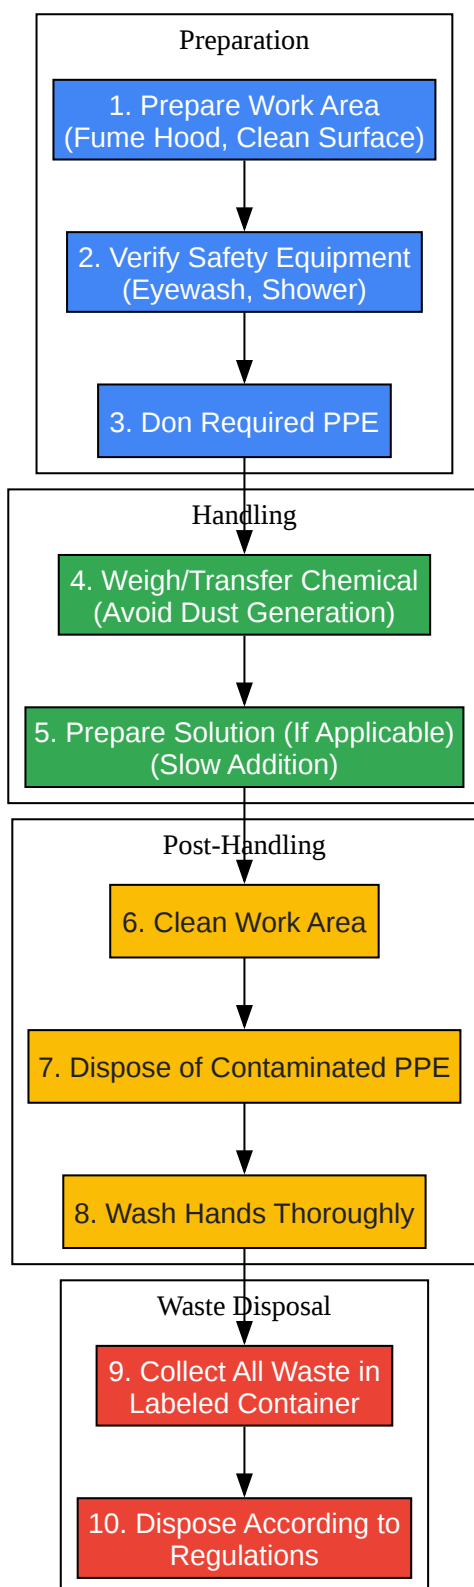 Preparation
1. Prepare Work Area
(Fume Hood, Clean Surface)
2. Verify Safety Equipment
(Eyewash, Shower)
3. Don Required PPE
Handling
4. Weigh/Transfer Chemical
(Avoid Dust Generation)
5. Prepare Solution (If Applicable)
(Slow Addition)
Post-Handling
6. Clean Work Area
7. Dispose of Contaminated PPE
8. Wash Hands Thoroughly
Waste Disposal
9. Collect All Waste in
Labeled Container
10. Dispose According to
Regulations